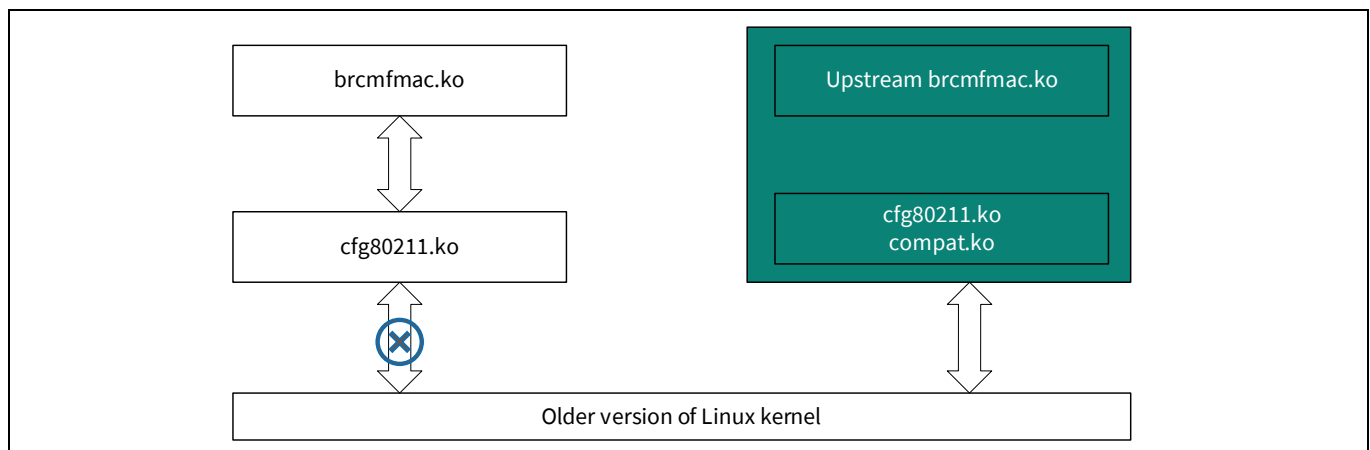 brcmfmac.ko
Upstream brcmfmac.ko
cfg80211.ko
cfg80211.ko
compat.ko
Older version of Linux kernel